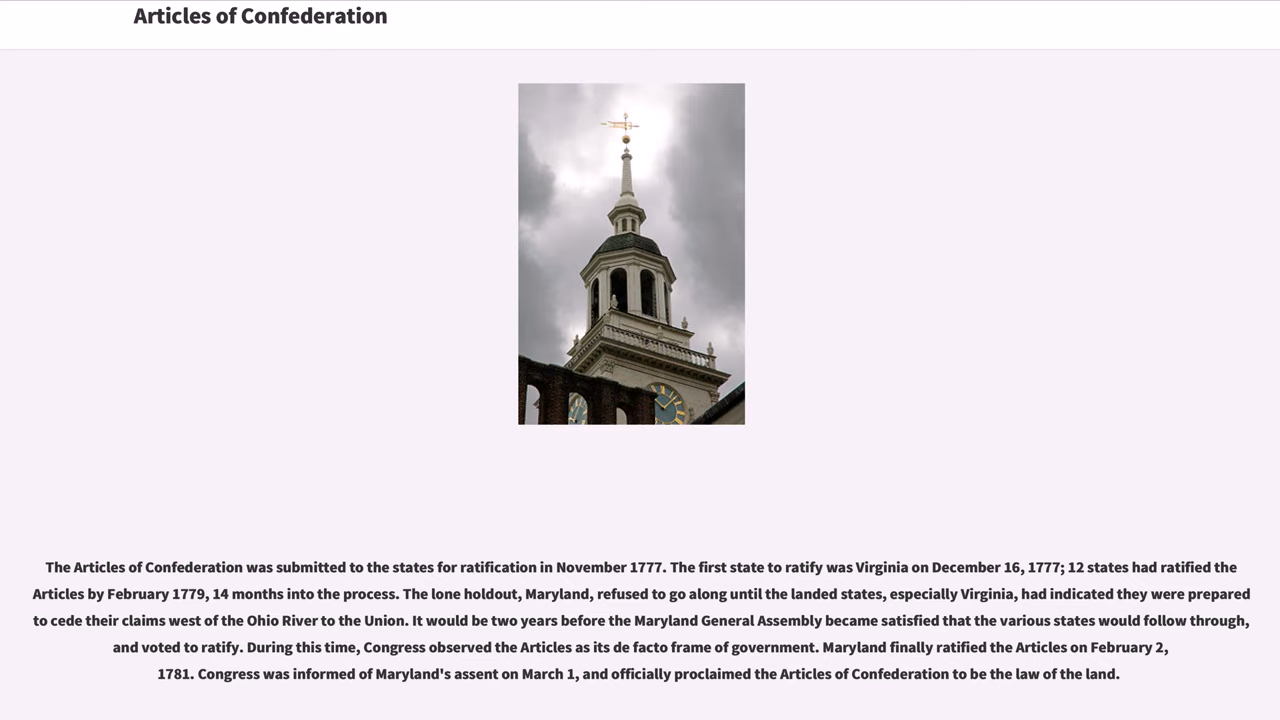 Articles of Confederation
The Articles of Confederation was submitted to the states for ratification in November 1777. The first state to ratify was Virginia on December 16, 1777; 12 states had ratified the
Articles by February 1779, 14 months into the process. The lone holdout, Maryland, refused to go along until the landed states, especially Virginia, had indicated they were prepared
to cede their claims west of the Ohio River to the Union. It would be two years before the Maryland General Assembly became satisfied that the various states would follow through,
and voted to ratify. During this time, Congress observed the Articles as its de facto frame of government. Maryland finally ratified the Articles on February 2,
1781. Congress was informed of Maryland's assent on March 1, and officially proclaimed the Articles of Confederation to be the law of the land.